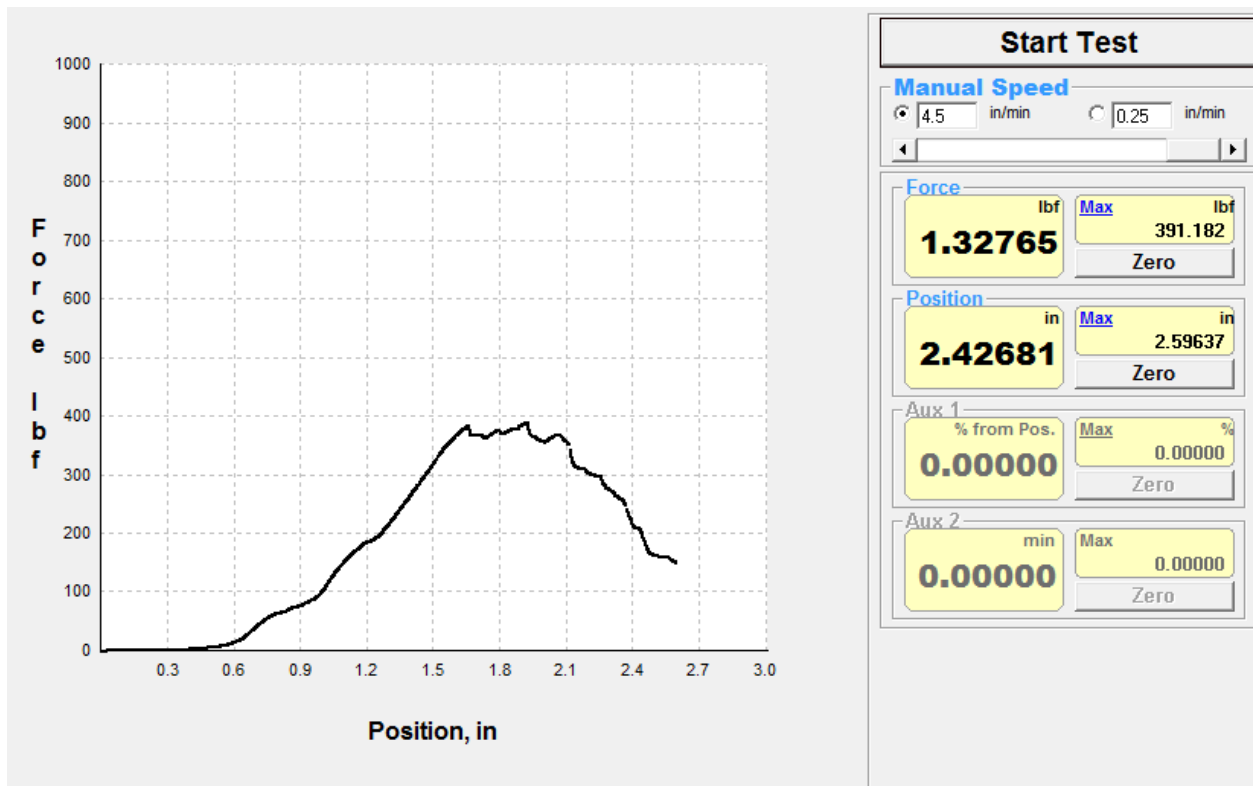 Start Test
Manual Speed
4.5 in/min 0.25 in/min
Force
lbf
1.32765
Max lbf
391.182
Zero
Position
in
2.42681
Max in
2.59637
Zero
Aux 1
% from Pos.
0.00000
Max %
0.00000
Zero
Aux 2
min
0.00000
Max
0.00000
Zero
1000
900
800
700
600
500
400
300
200
100
0
Force lbf
0.3 0.6 0.9 1.2 1.5 1.8 2.1 2.4 2.7 3.0
Position, in